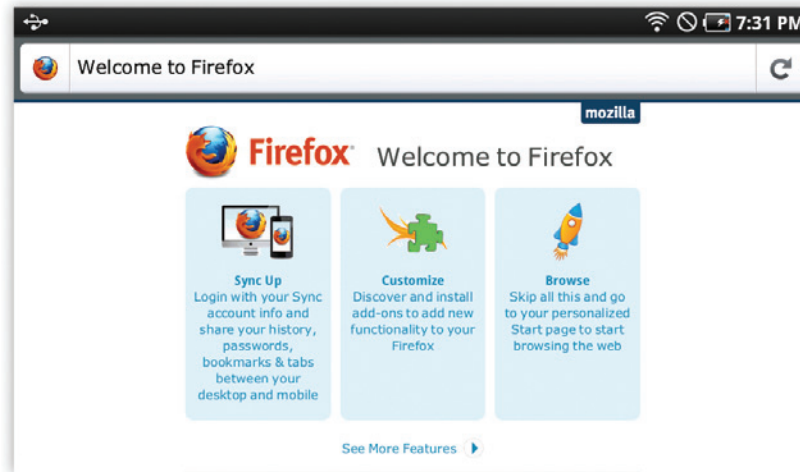 7:31 PM
Welcome to Firefox
mozilla
Firefox Welcome to Firefox
Sync Up
Login with your Sync
account info and
share your history,
passwords,
bookmarks & tabs
between your
desktop and mobile
Customize
Discover and install
add-ons to add new
functionality to your
Firefox
Browse
Skip all this and go
to your personalized
Start page to start
browsing the web
See More Features